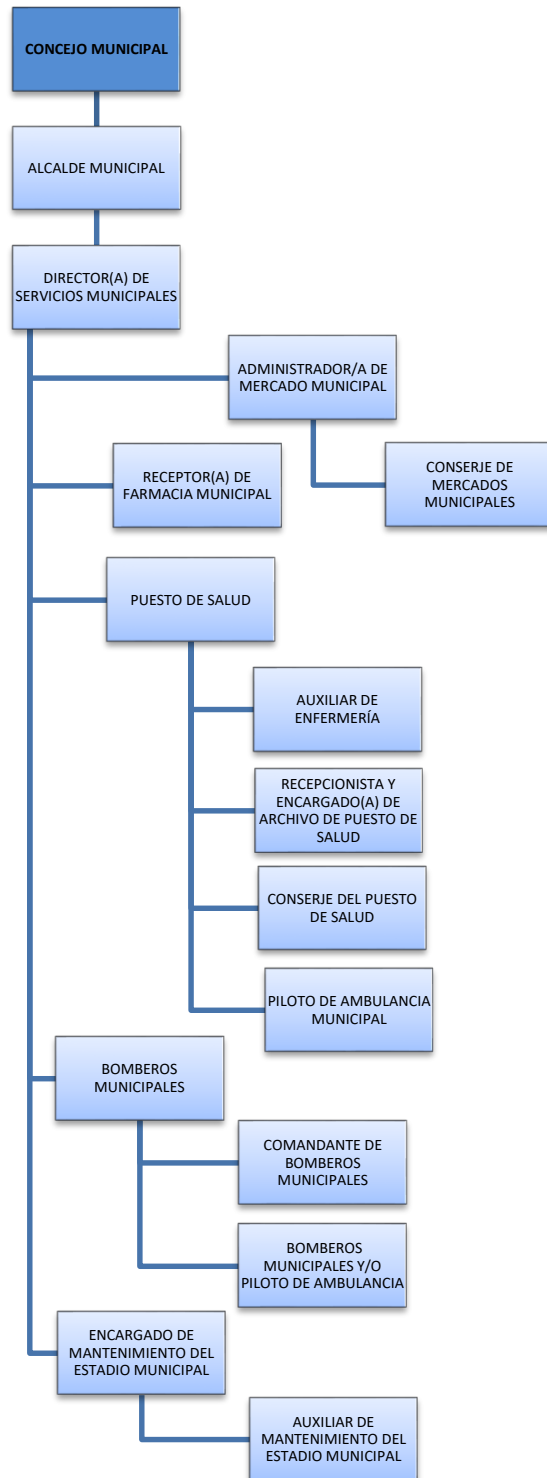 CONCEJO MUNICIPAL
ALCALDE MUNICIPAL
DIRECTOR(A) DE
SERVICIOS MUNICIPALES
ADMINISTRADOR/A DE
MERCADO MUNICIPAL
CONSERJE DE
MERCADOS
MUNICIPALES
RECEPTOR(A) DE
FARMACIA MUNICIPAL
PUESTO DE SALUD
AUXILIAR DE
ENFERMERÍA
RECEPCIONISTA Y
ENCARGADO(A) DE
ARCHIVO DE PUESTO DE
SALUD
CONSERJE DEL PUESTO
DE SALUD
PILOTO DE AMBULANCIA
MUNICIPAL
BOMBEROS
MUNICIPALES
COMANDANTE DE
BOMBEROS
MUNICIPALES
BOMBEROS
MUNICIPALES Y/O
PILOTO DE AMBULANCIA
ENCARGADO DE
MANTENIMIENTO DEL
ESTADIO MUNICIPAL
AUXILIAR DE
MANTENIMIENTO DEL
ESTADIO MUNICIPAL